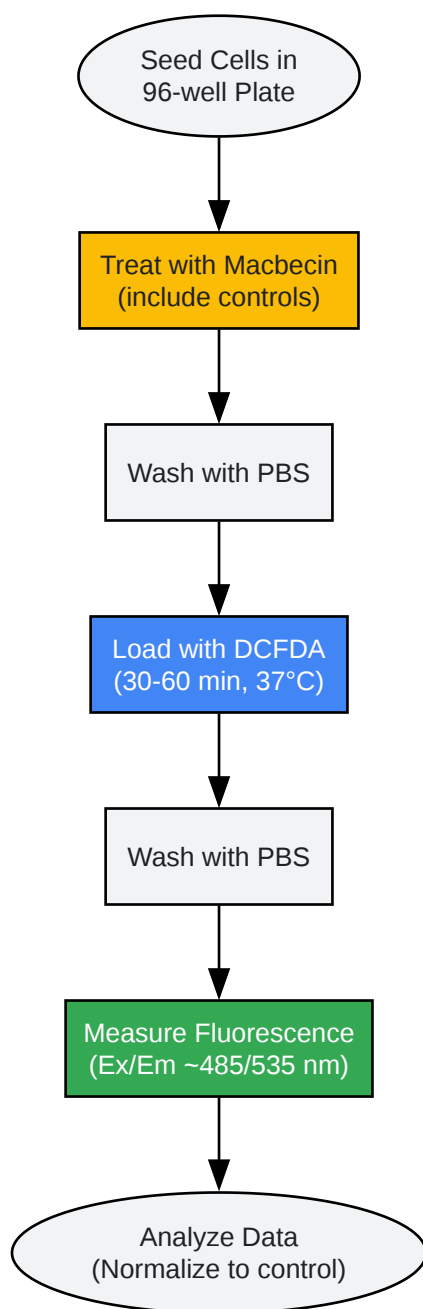 Seed Cells in
96-well Plate
Treat with Macbecin
(include controls)
Wash with PBS
Load with DCFDA
(30-60 min, 37°C)
Wash with PBS
Measure Fluorescence
(Ex/Em ~485/535 nm)
Analyze Data
(Normalize to control)